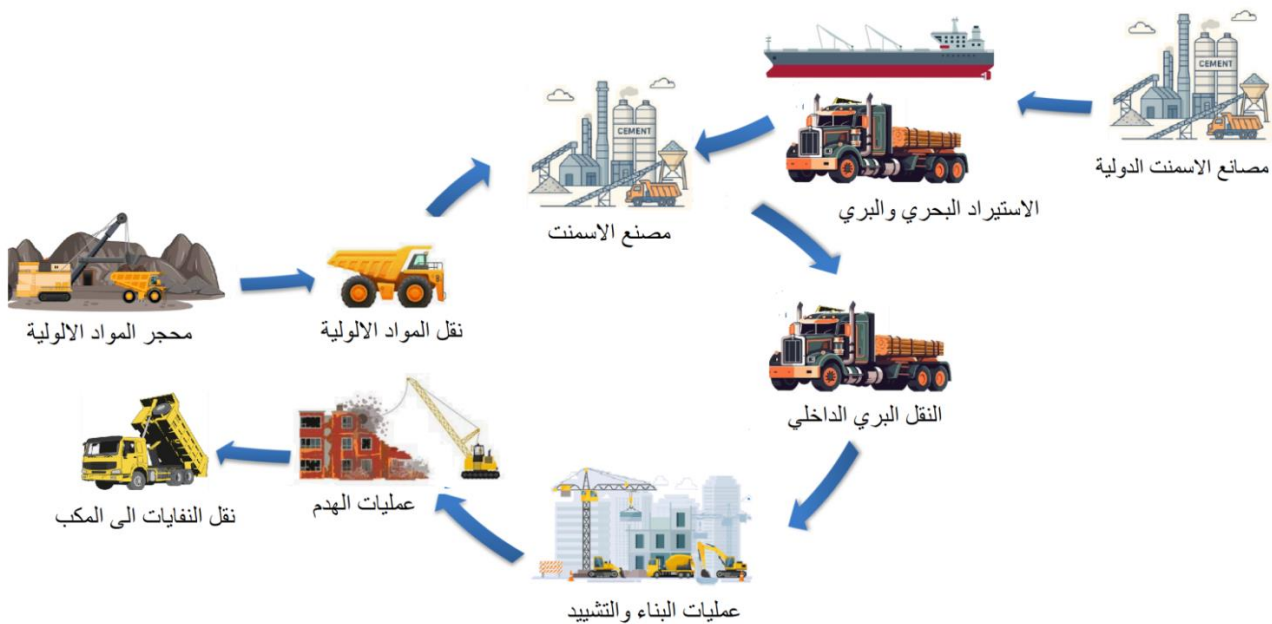 CEMENT
CEMENT
مصانع الاسمنت الدولية
الاستيراد البحري والبري
مصنع الاسمنت
محجر المواد الالولية
نقل المواد الالولية
النقل البري الداخلي
نقل النفايات الى المكب
عمليات الهدم
عمليات البناء والتشييد